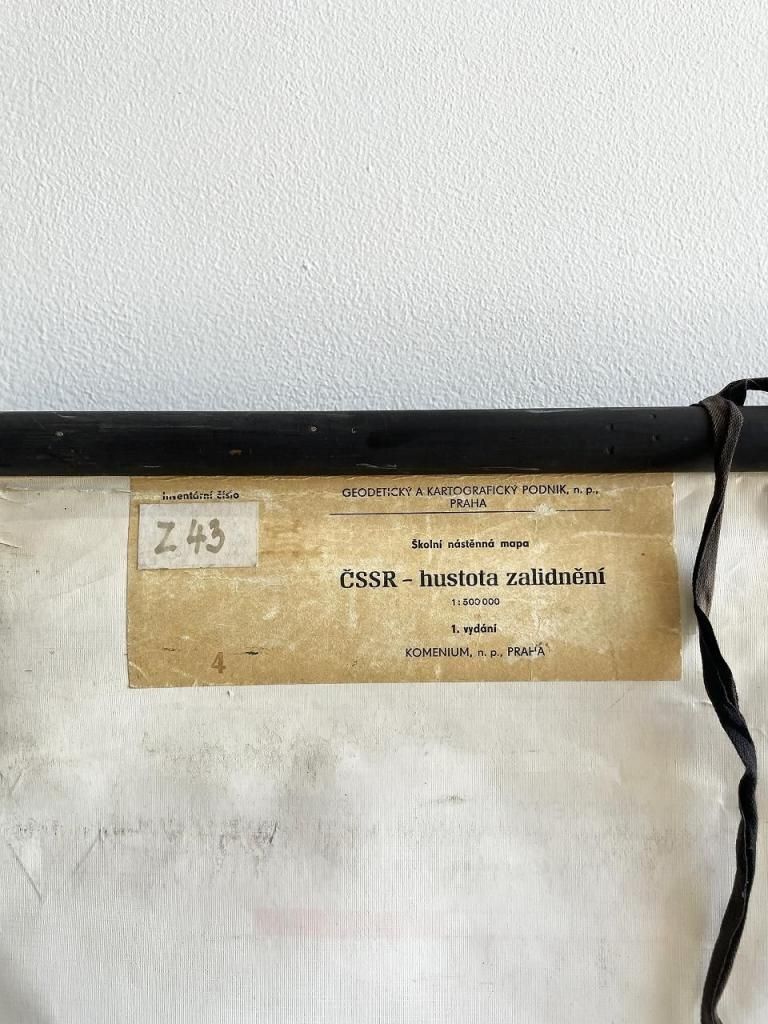 Inventární číslo
Z 43
4
GEODETICKÝ A KARTOGRAFICKÝ PODNIK, n. p.,
PRAHA
Školní nástěnná mapa
ČSSR – hustota zalidnění
1 : 500 000
1. vydání
KOMENIUM, n. p., PRAHA